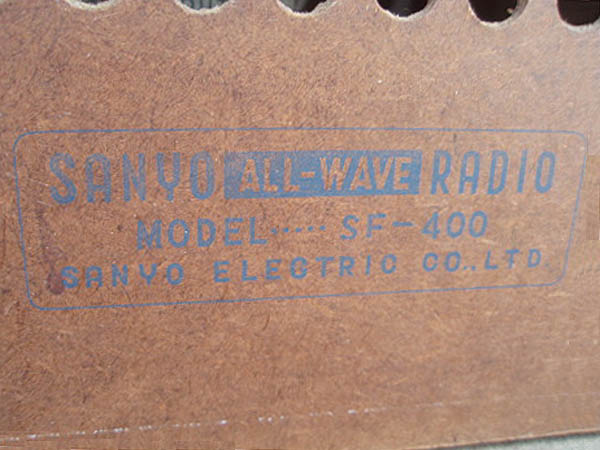 SANYO ALL-WAVE RADIO
MODEL..... SF-400
SANYO ELECTRIC CO., LTD.